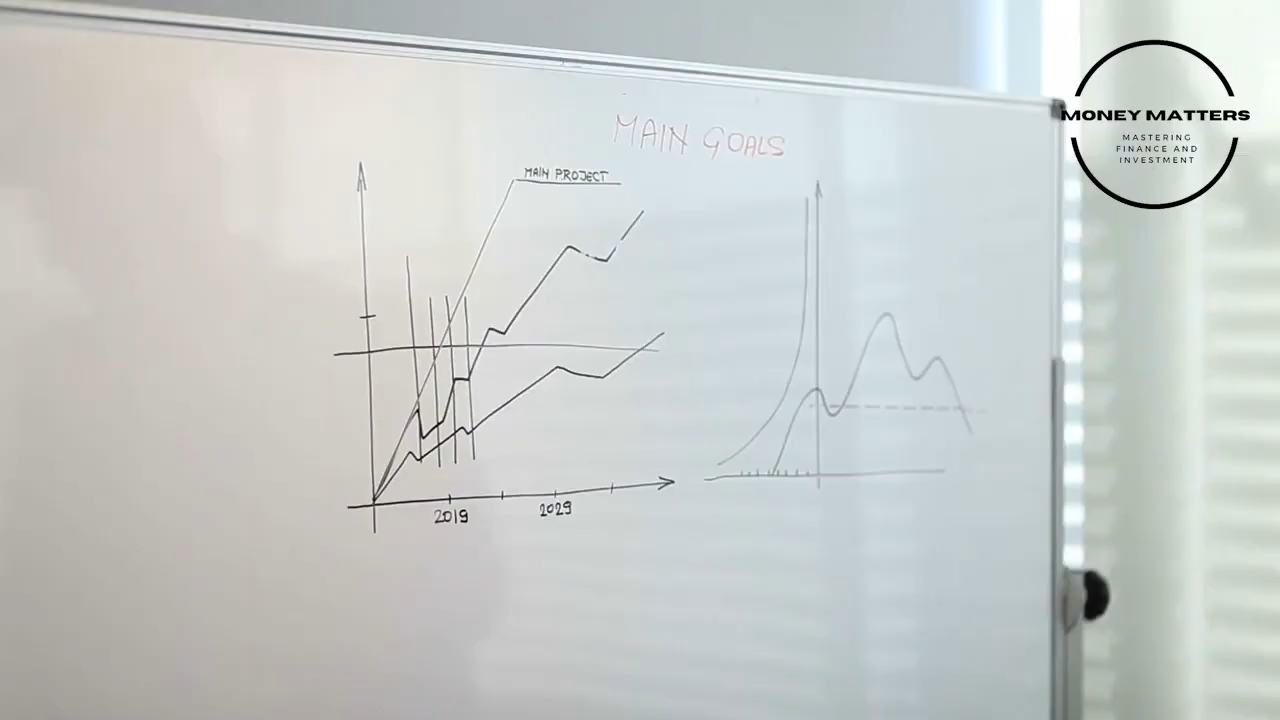 MAIN GOALS
MAIN PROJECT
2019
2029
MONEY MATTERS
MASTERING
FINANCE AND
INVESTMENT